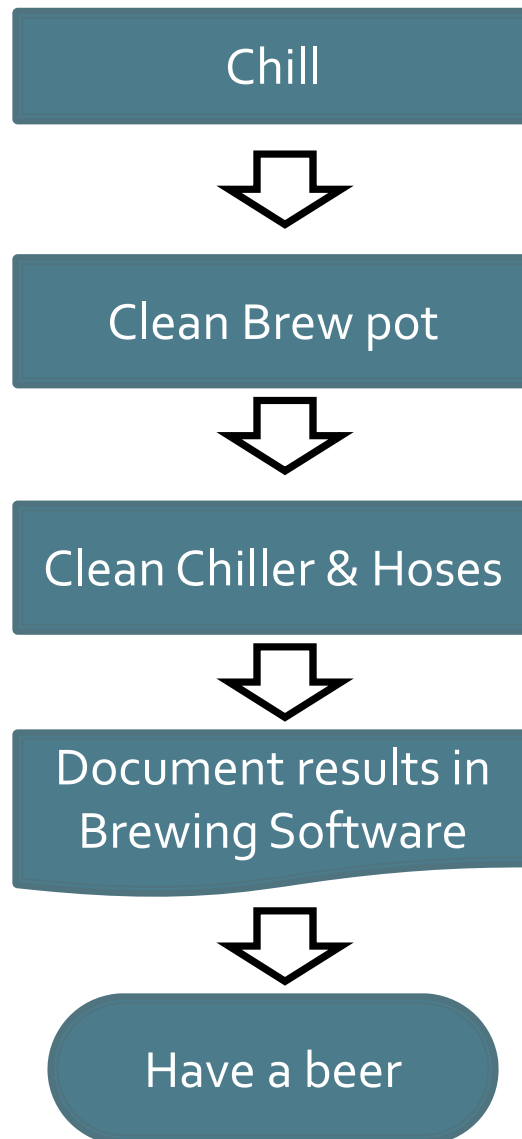 Chill
Clean Brew pot
Clean Chiller & Hoses
Document results in
Brewing Software
Have a beer